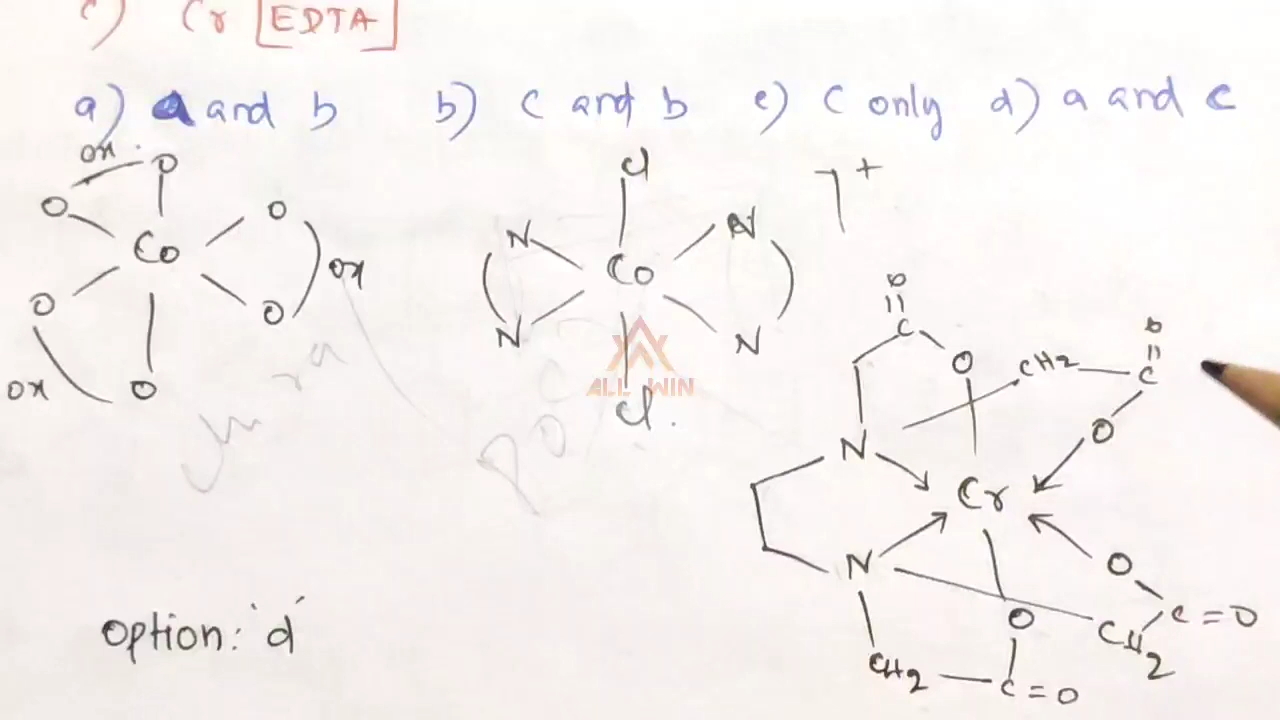 c) Cr [EDTA]
a) a and b b) c and b c) c only d) a and c
ox
O O O
Co
ox
O O
ox O
Cl ]+
N N
Co
N N
ALL WIN
Cl.
O
C O CH2 C O
O
N
Cr
N O
O C=O
CH2
CH2 C=O
option: 'd'